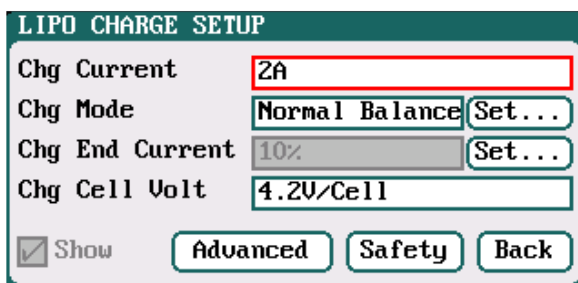 LIPO CHARGE SETUP
Chg Current 2A
Chg Mode Normal Balance Set...
Chg End Current 10% Set...
Chg Cell Volt 4.2V/Cell
Show Advanced Safety Back